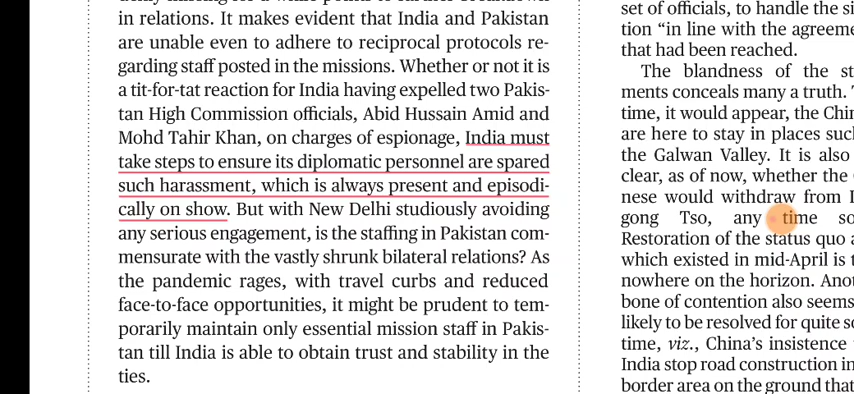 in relations. It makes evident that India and Pakistan
are unable even to adhere to reciprocal protocols re-
garding staff posted in the missions. Whether or not it is
a tit-for-tat reaction for India having expelled two Pakis-
tan High Commission officials, Abid Hussain Amid and
Mohd Tahir Khan, on charges of espionage, India must
take steps to ensure its diplomatic personnel are spared
such harassment, which is always present and episodi-
cally on show. But with New Delhi studiously avoiding
any serious engagement, is the staffing in Pakistan com-
mensurate with the vastly shrunk bilateral relations? As
the pandemic rages, with travel curbs and reduced
face-to-face opportunities, it might be prudent to tem-
porarily maintain only essential mission staff in Pakis-
tan till India is able to obtain trust and stability in the
ties.
set of officials, to handle the
tion “in line with the
that had been reached.
The blandness of the
ments conceals many a truth.
time, it would appear, the
are here to stay in places
the Galwan Valley. It is also
clear, as of now, whether the
nese would withdraw from
gong Tso, any time
Restoration of the status quo
which existed in mid-April is
nowhere on the horizon.
bone of contention also seems
likely to be resolved for quite
time, viz., China’s insistence
India stop road construction in
border area on the ground that